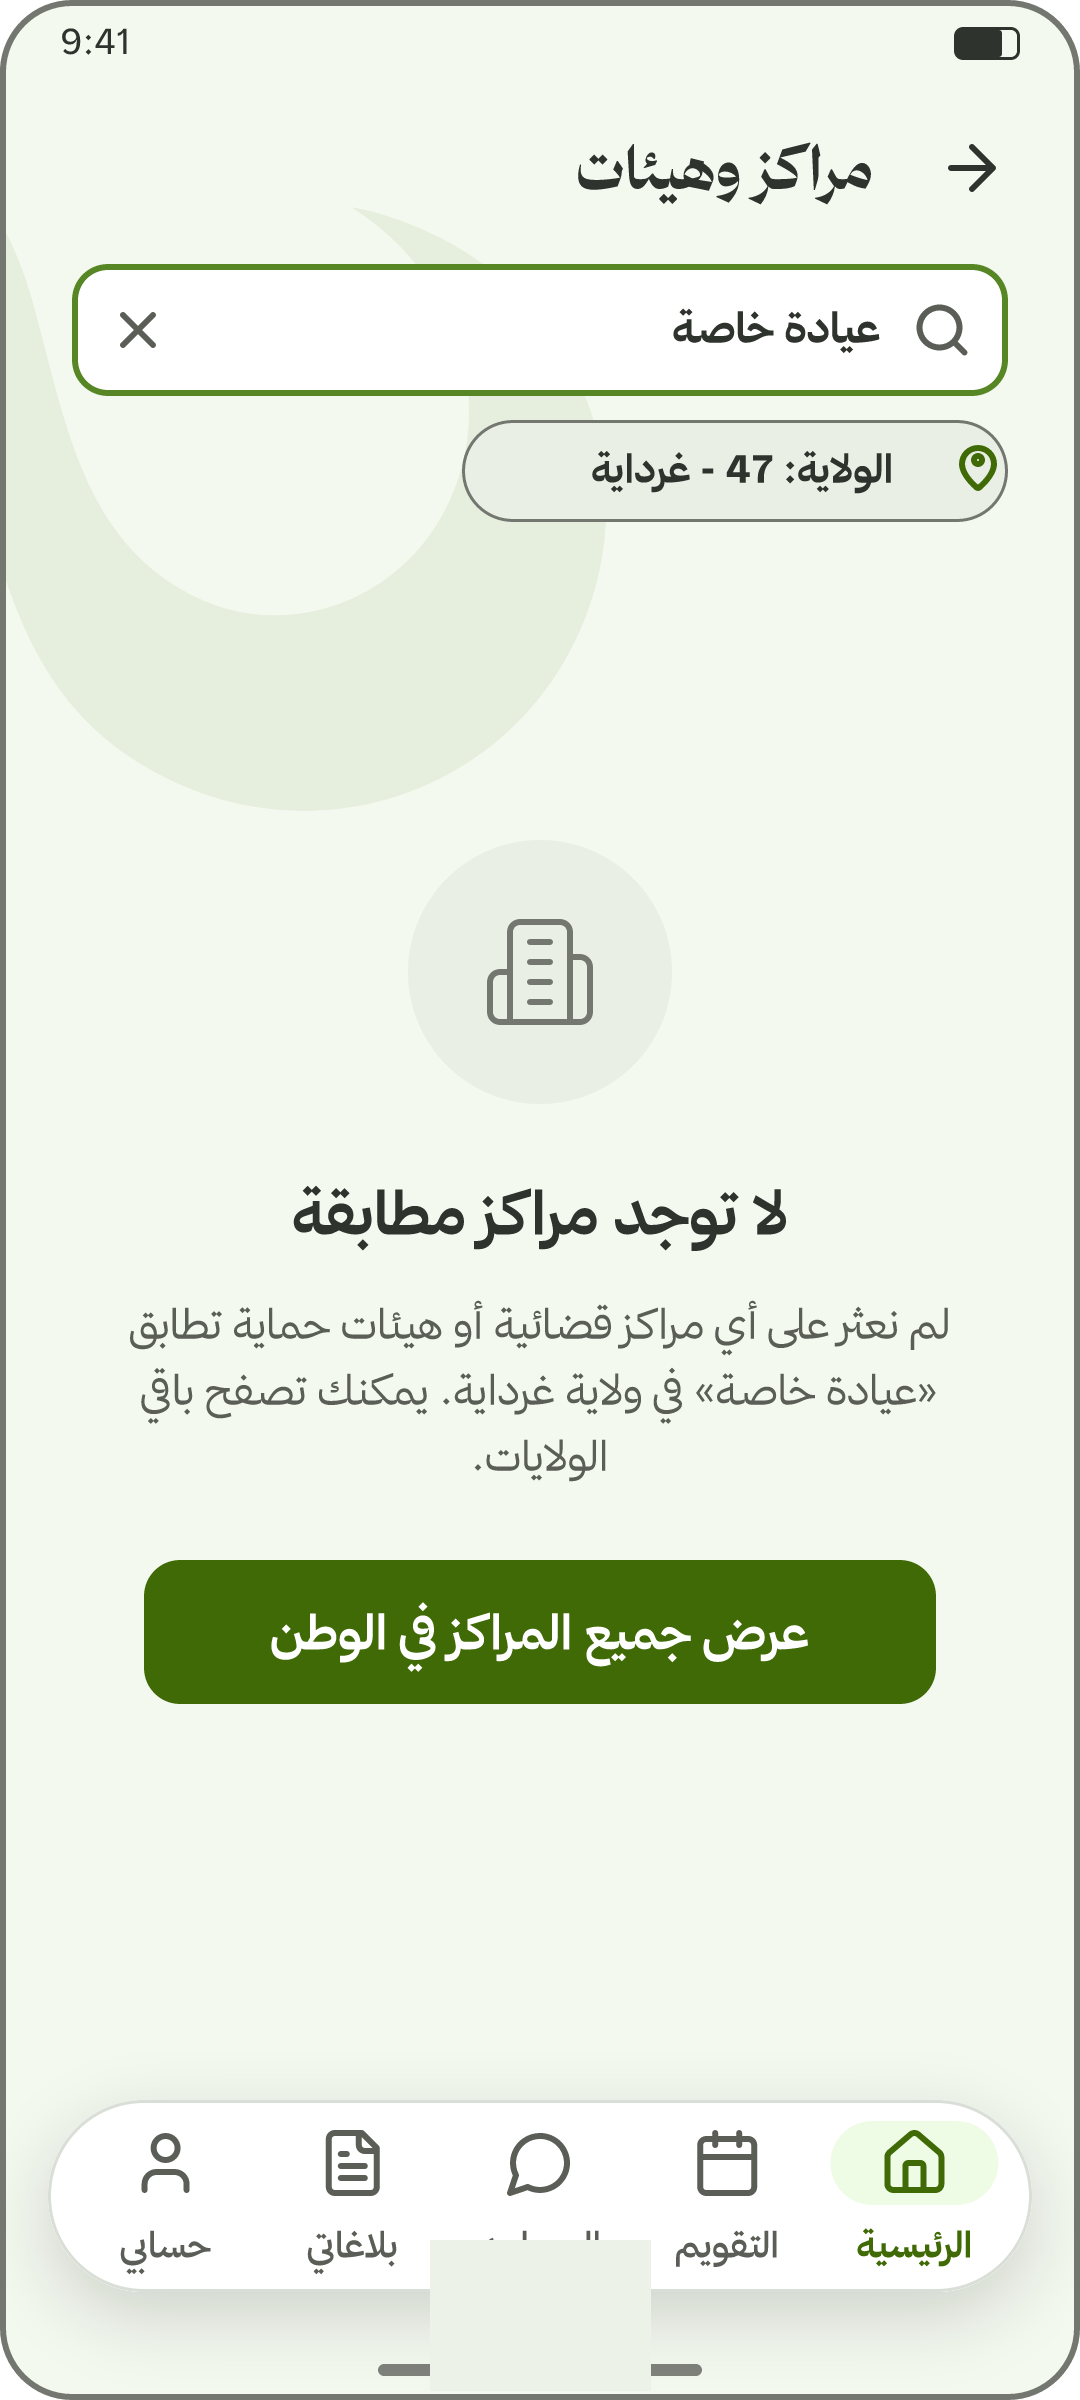 9:41
مراكز وهيئات
عيادة خاصة
الولاية: 47 - غرداية
لا توجد مراكز مطابقة
لم نعثر على أي مراكز قضائية أو هيئات حماية تطابق
«عيادة خاصة» في ولاية غرداية. يمكنك تصفح باقي
الولايات.
عرض جميع المراكز في الوطن
الرئيسية
التقويم
بلاغاتي
حسابي